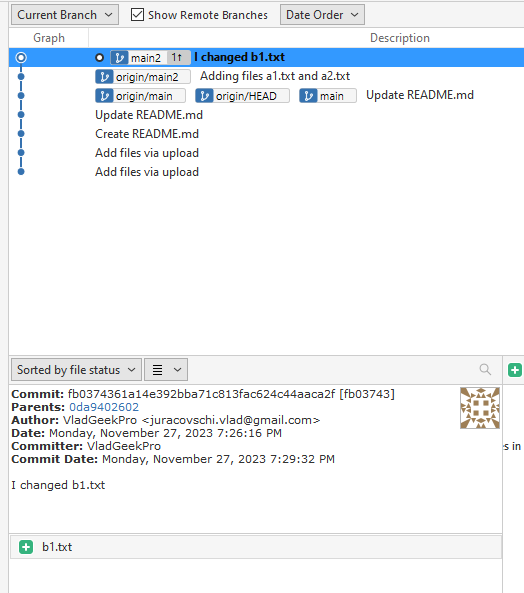 Current Branch Show Remote Branches Date Order
Graph Description
main2 1↑ I changed b1.txt
origin/main2 Adding files a1.txt and a2.txt
origin/main origin/HEAD main Update README.md
Update README.md
Create README.md
Add files via upload
Add files via upload
Sorted by file status
Commit: fb0374361a14e392bba71c813fac624c44aaca2f [fb03743]
Parents: 0da9402602
Author: VladGeekPro <juracovschi.vlad@gmail.com>
Date: Monday, November 27, 2023 7:26:16 PM
Committer: VladGeekPro
Commit Date: Monday, November 27, 2023 7:29:32 PM
es in
I changed b1.txt
b1.txt